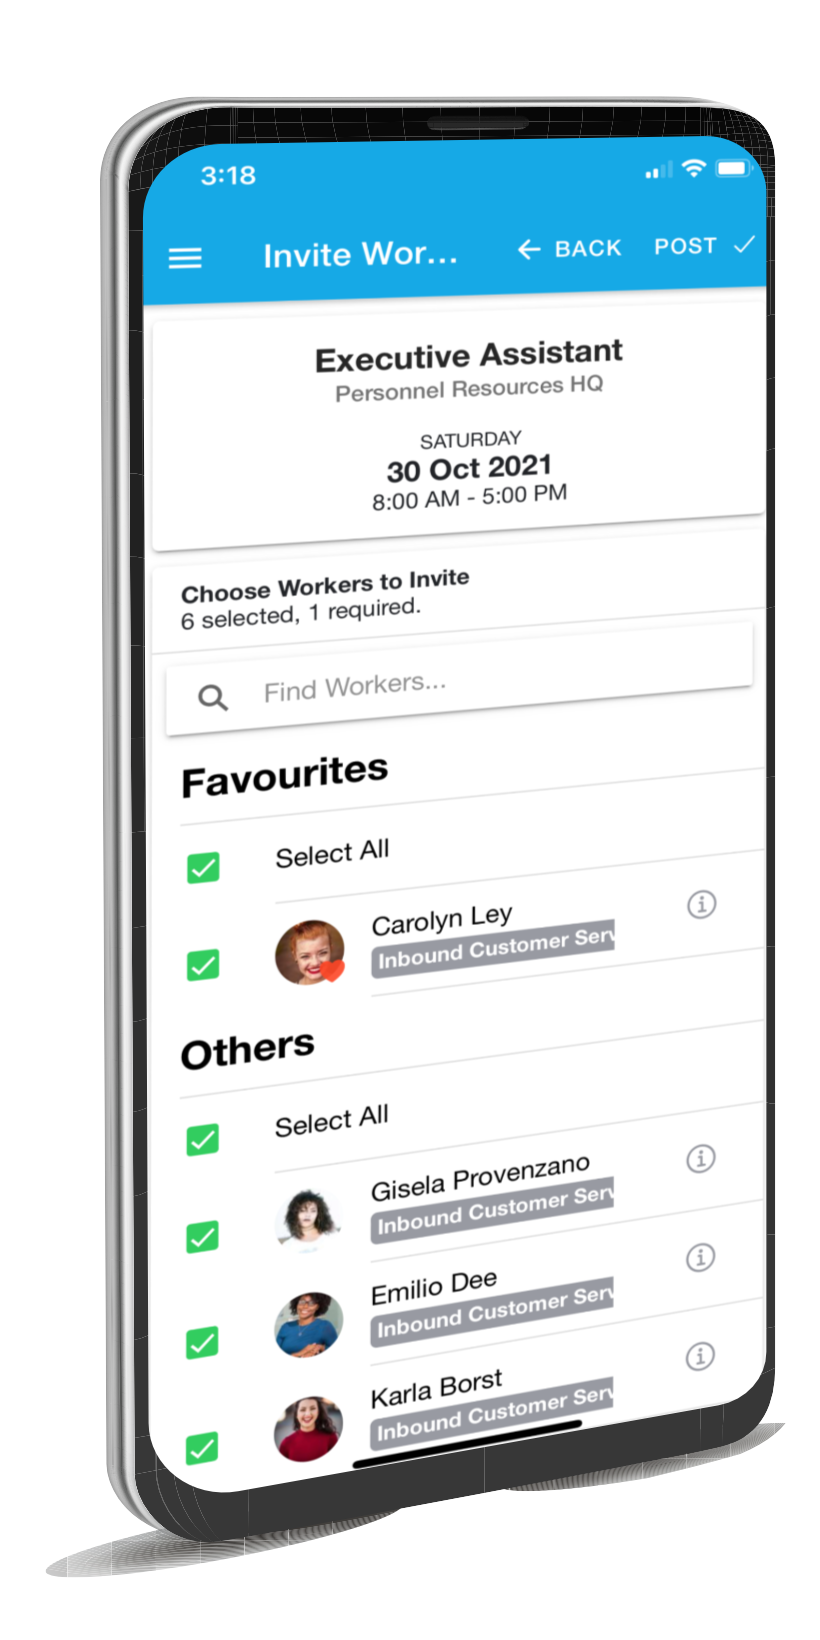 3:18
Invite Wor...
BACK
POST
Executive Assistant
Personnel Resources HQ
SATURDAY
30 Oct 2021
8:00 AM - 5:00 PM
Choose Workers to Invite
6 selected, 1 required.
Find Workers...
Favourites
Select All
Carolyn Ley
Inbound Customer Serv
Others
Select All
Gisela Provenzano
Inbound Customer Serv
Emilio Dee
Inbound Customer Serv
Karla Borst
Inbound Customer Serv